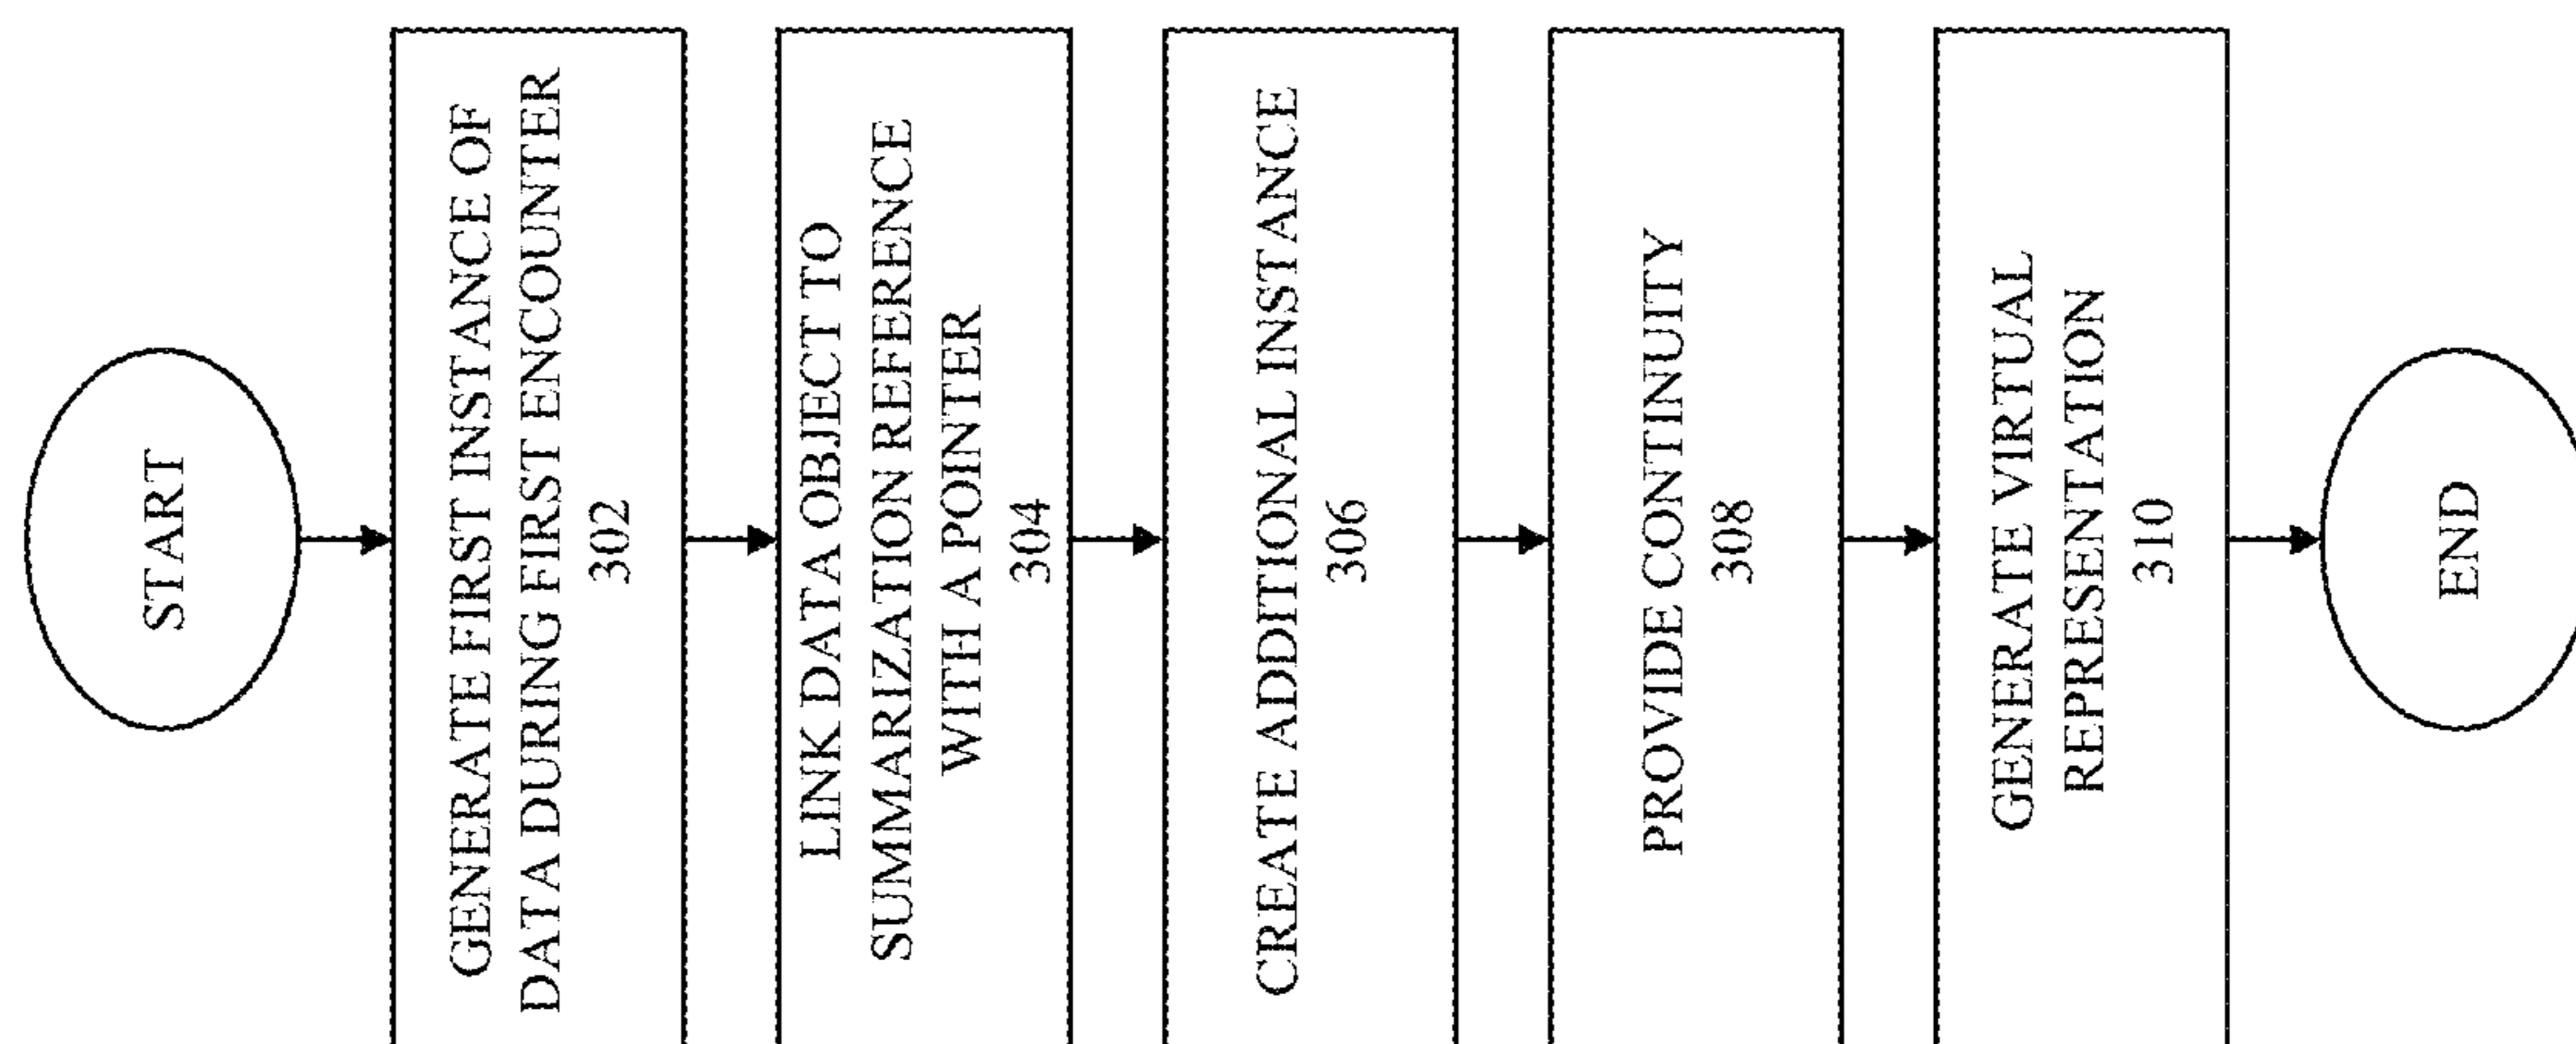 START
GENERATE FIRST INSTANCE OF
DATA DURING FIRST ENCOUNTER
302
LINK DATA OBJECT TO
SUMMARIZATION REFERENCE
WITH A POINTER
304
CREATE ADDITIONAL INSTANCE
306
PROVIDE CONTINUITY
308
GENERATE VIRTUAL
REPRESENTATION
310
END